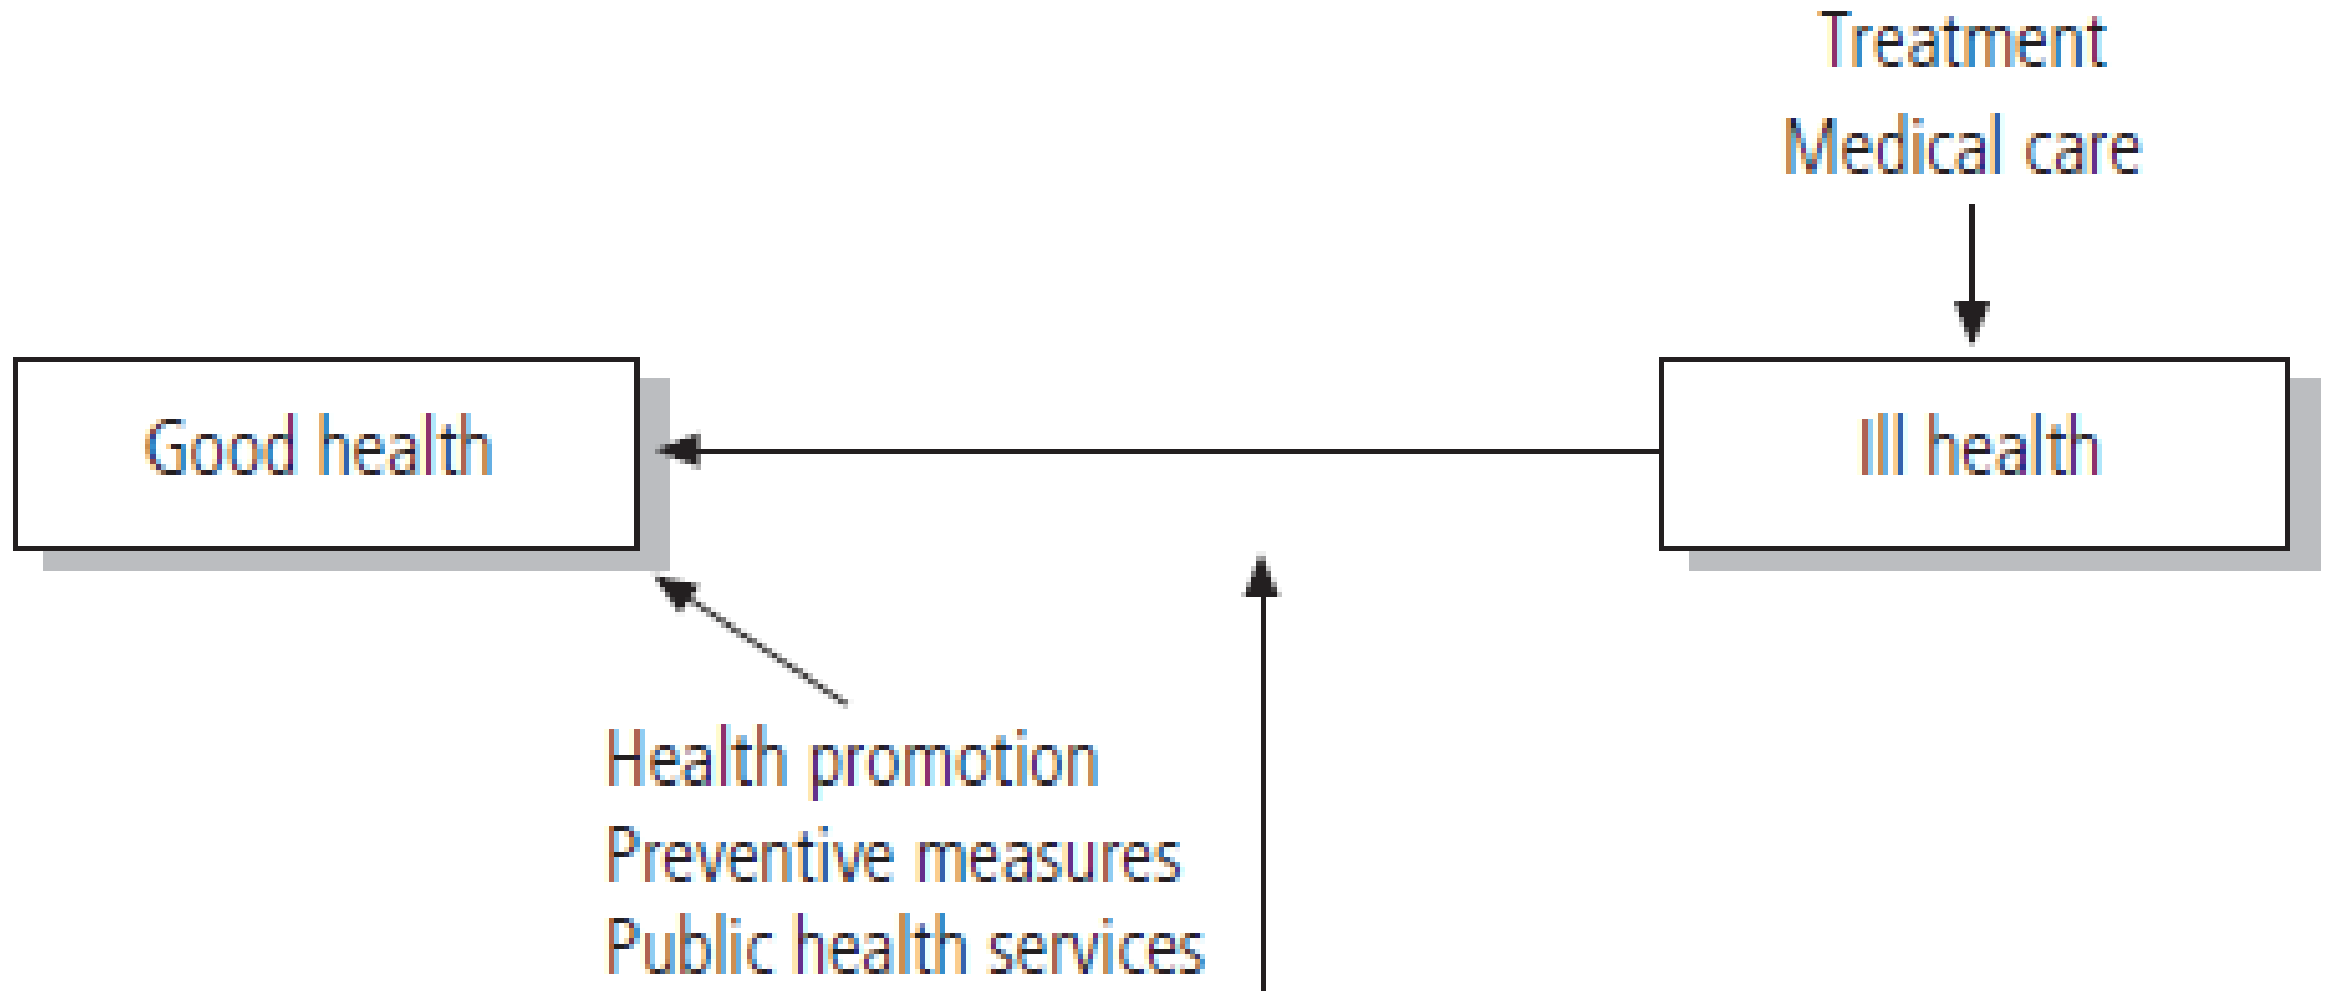 Treatment
Medical care
Good health
Ill health
Health promotion
Preventive measures
Public health services